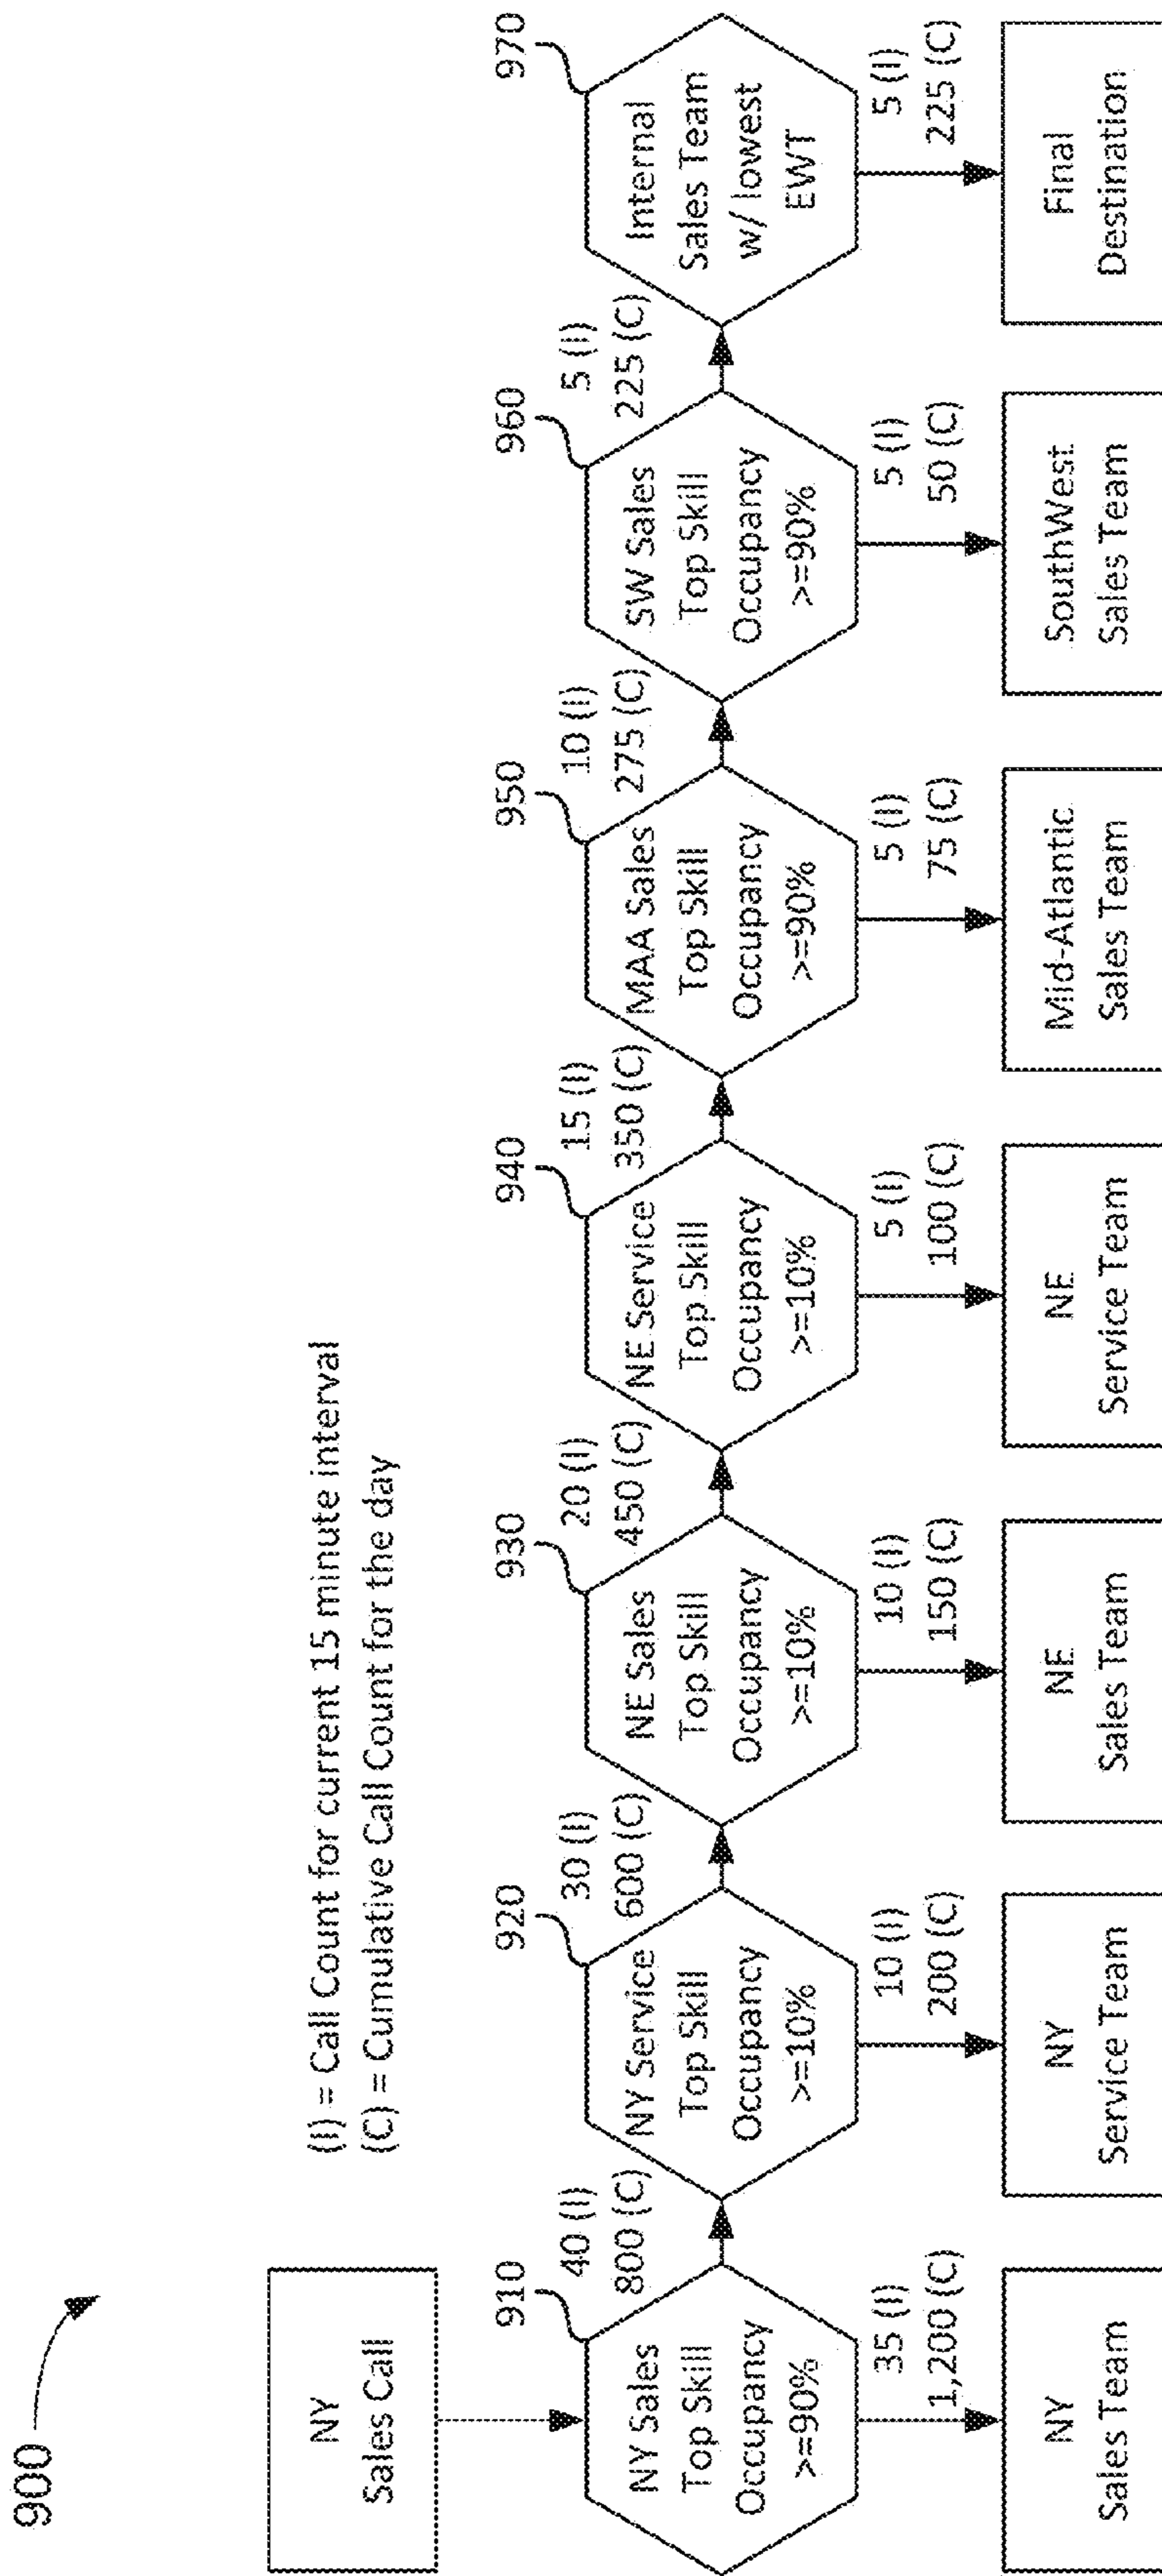 900
(I) = Call Count for current 15 minute interval
(C) = Cumulative Call Count for the day
NY
Sales Call
910
NY Sales
Top Skill
Occupancy
>=90%
40 (I)
800 (C)
35 (I)
1,200 (C)
NY
Sales Team
920
NY Service
Top Skill
Occupancy
>=10%
30 (I)
600 (C)
10 (I)
200 (C)
NY
Service Team
930
NE Sales
Top Skill
Occupancy
>=10%
20 (I)
450 (C)
10 (I)
150 (C)
NE
Sales Team
940
NE Service
Top Skill
Occupancy
>=10%
15 (I)
350 (C)
5 (I)
100 (C)
NE
Service Team
950
MAA Sales
Top Skill
Occupancy
>=90%
10 (I)
275 (C)
5 (I)
75 (C)
Mid-Atlantic
Sales Team
960
SW Sales
Top Skill
Occupancy
>=90%
5 (I)
225 (C)
5 (I)
50 (C)
SouthWest
Sales Team
970
Internal
Sales Team
w/ lowest
EWT
5 (I)
225 (C)
Final
Destination